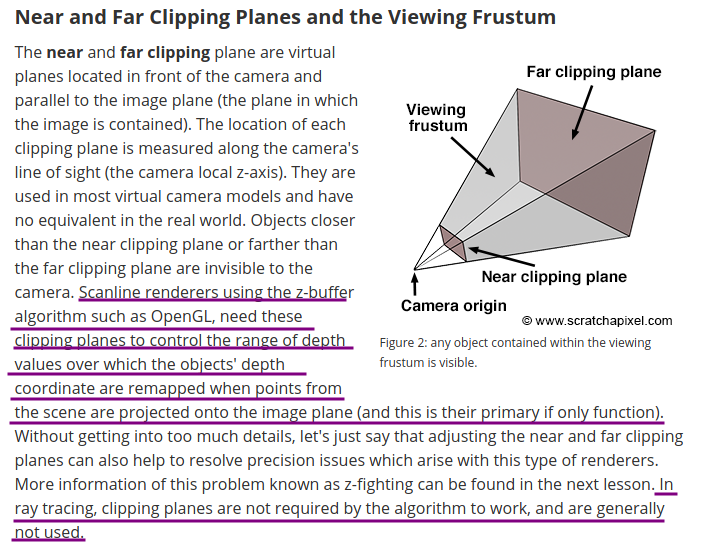 Near and Far Clipping Planes and the Viewing Frustum
The near and far clipping plane are virtual
planes located in front of the camera and
parallel to the image plane (the plane in which
the image is contained). The location of each
clipping plane is measured along the camera's
line of sight (the camera local z-axis). They are
used in most virtual camera models and have
no equivalent in the real world. Objects closer
than the near clipping plane or farther than
the far clipping plane are invisible to the
camera. Scanline renderers using the z-buffer
algorithm such as OpenGL, need these
clipping planes to control the range of depth
values over which the objects' depth
coordinate are remapped when points from
the scene are projected onto the image plane (and this is their primary if only function).
Without getting into too much details, let's just say that adjusting the near and far clipping
planes can also help to resolve precision issues which arise with this type of renderers.
More information of this problem known as z-fighting can be found in the next lesson. In
ray tracing, clipping planes are not required by the algorithm to work, and are generally
not used.
Far clipping plane
Viewing
frustum
Near clipping plane
Camera origin
© www.scratchapixel.com
Figure 2: any object contained within the viewing
frustum is visible.